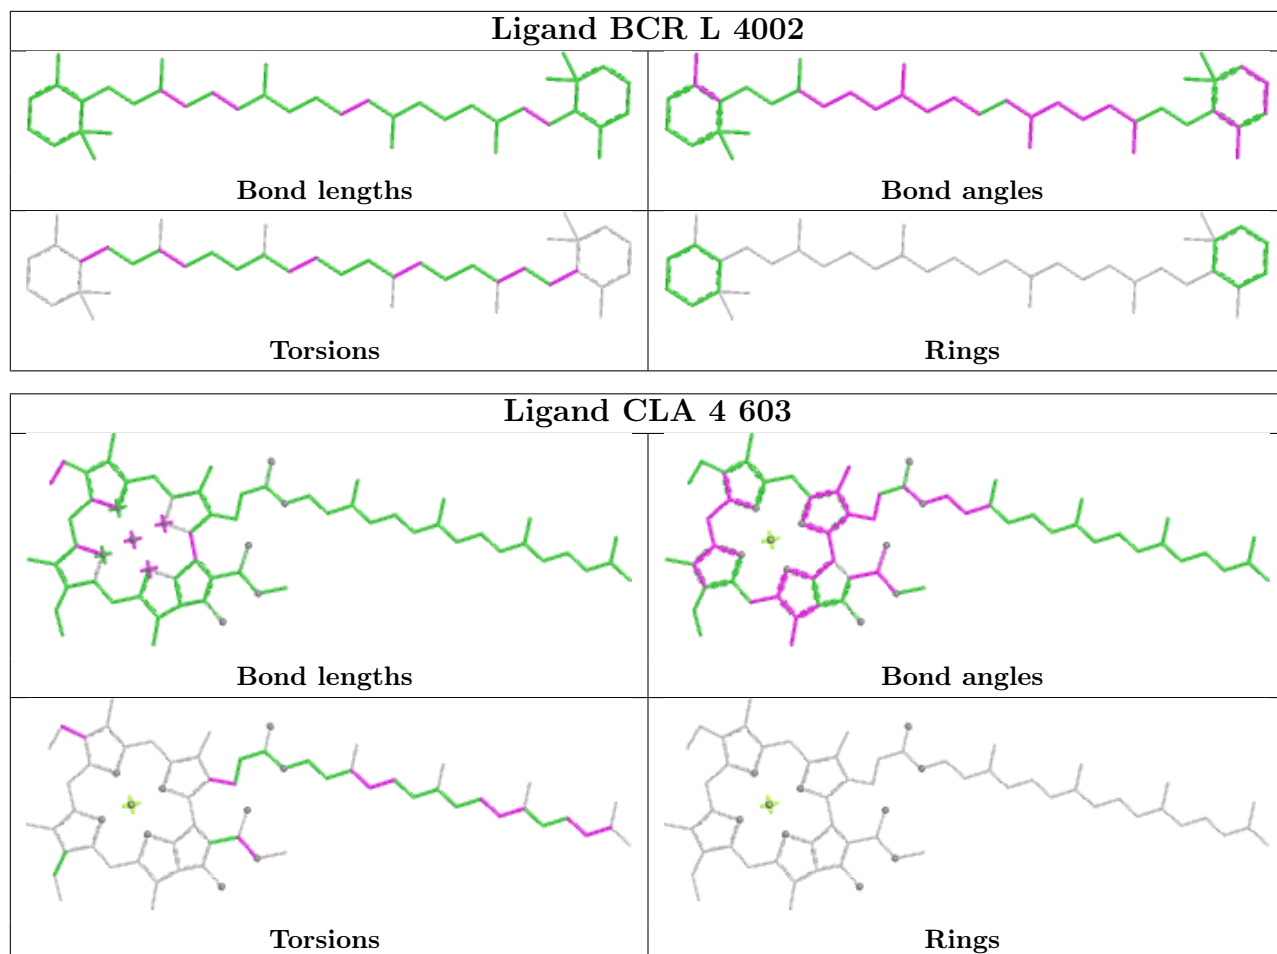 Ligand BCR L 4002
Bond lengths
Bond angles
Torsions
Rings
Ligand CLA 4 603
Bond lengths
Bond angles
Torsions
Rings